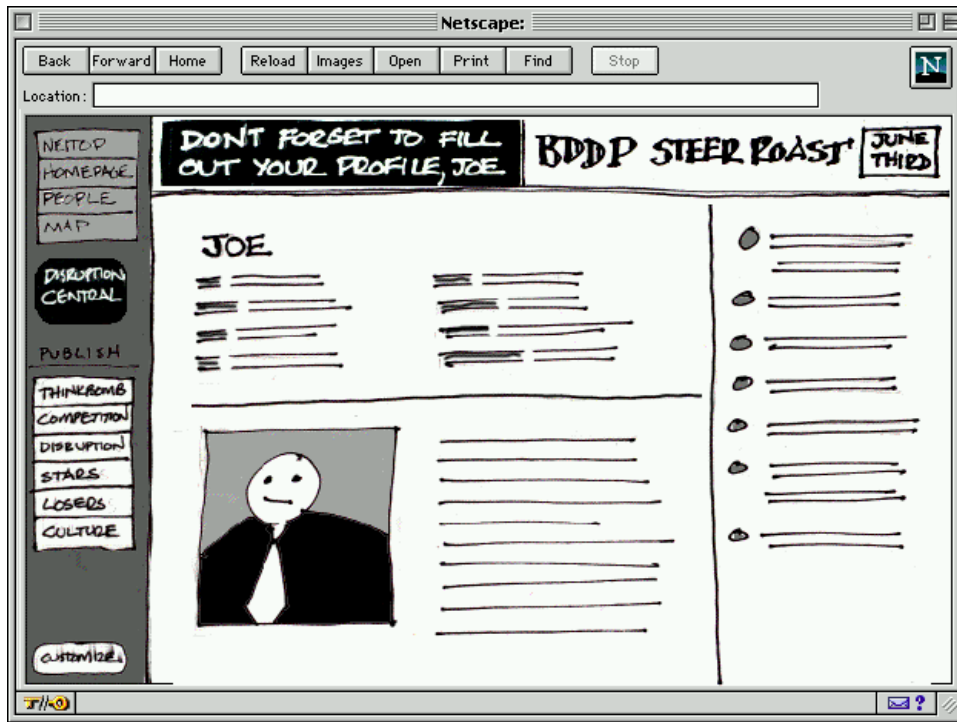 Netscape:
Back Forward Home Reload Images Open Print Find Stop
N
Location:
NEITOP
HOMEPAGE
PEOPLE
MAP
DISRUPTION
CENTRAL
PUBLISH
THINKBOMB
COMPETITION
DISRUPTION
STARS
LOSERS
CULTURE
CUSTOMIZE
DON'T FORGET TO FILL
OUT YOUR PROFILE, JOE
BDDP STEER ROAST
JUNE
THIRD
JOE
?